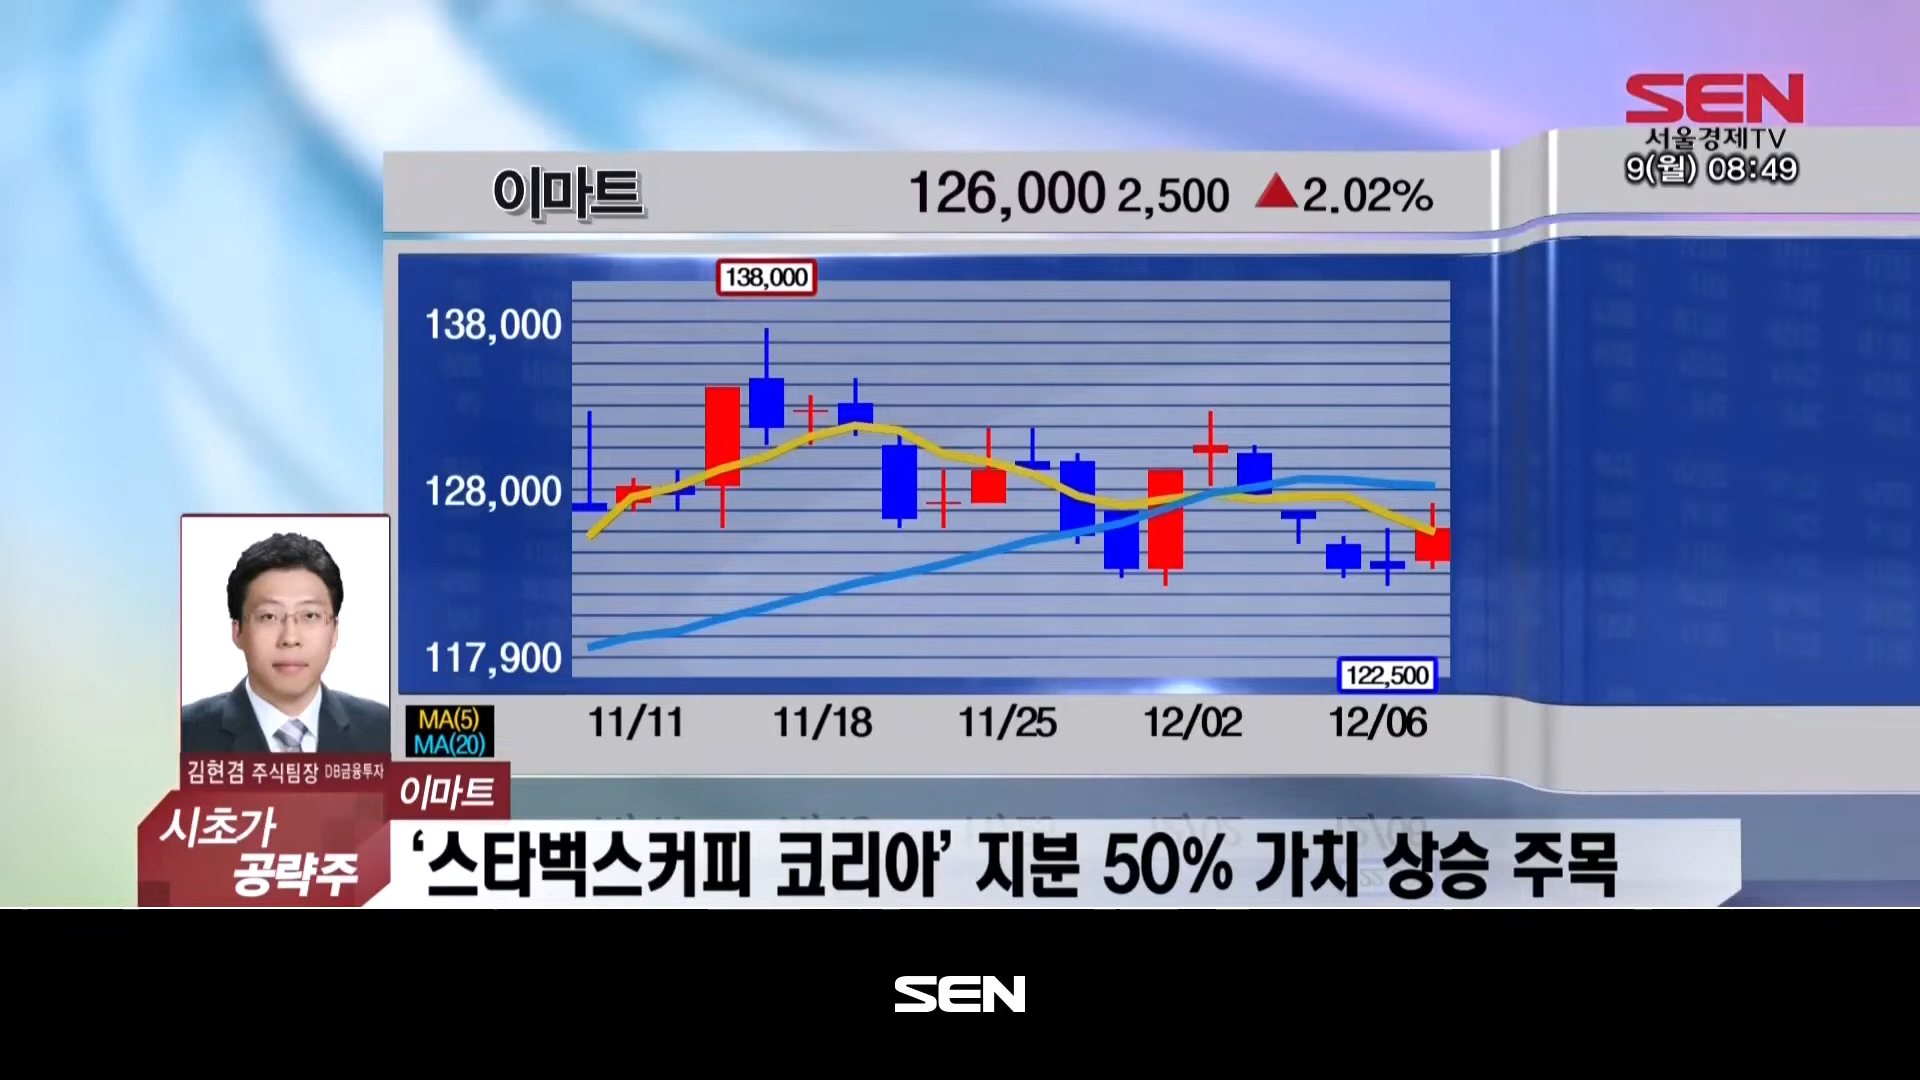 SEN
서울경제TV
9(월) 08:49
이마트 126,000 2,500 ▲2.02%
138,000
138,000
128,000
117,900
122,500
MA(5)
MA(20)
11/11 11/18 11/25 12/02 12/06
김현겸 주식팀장 DB금융투자
이마트
시초가
공략주
‘스타벅스커피 코리아’ 지분 50% 가치 상승 주목
SEN